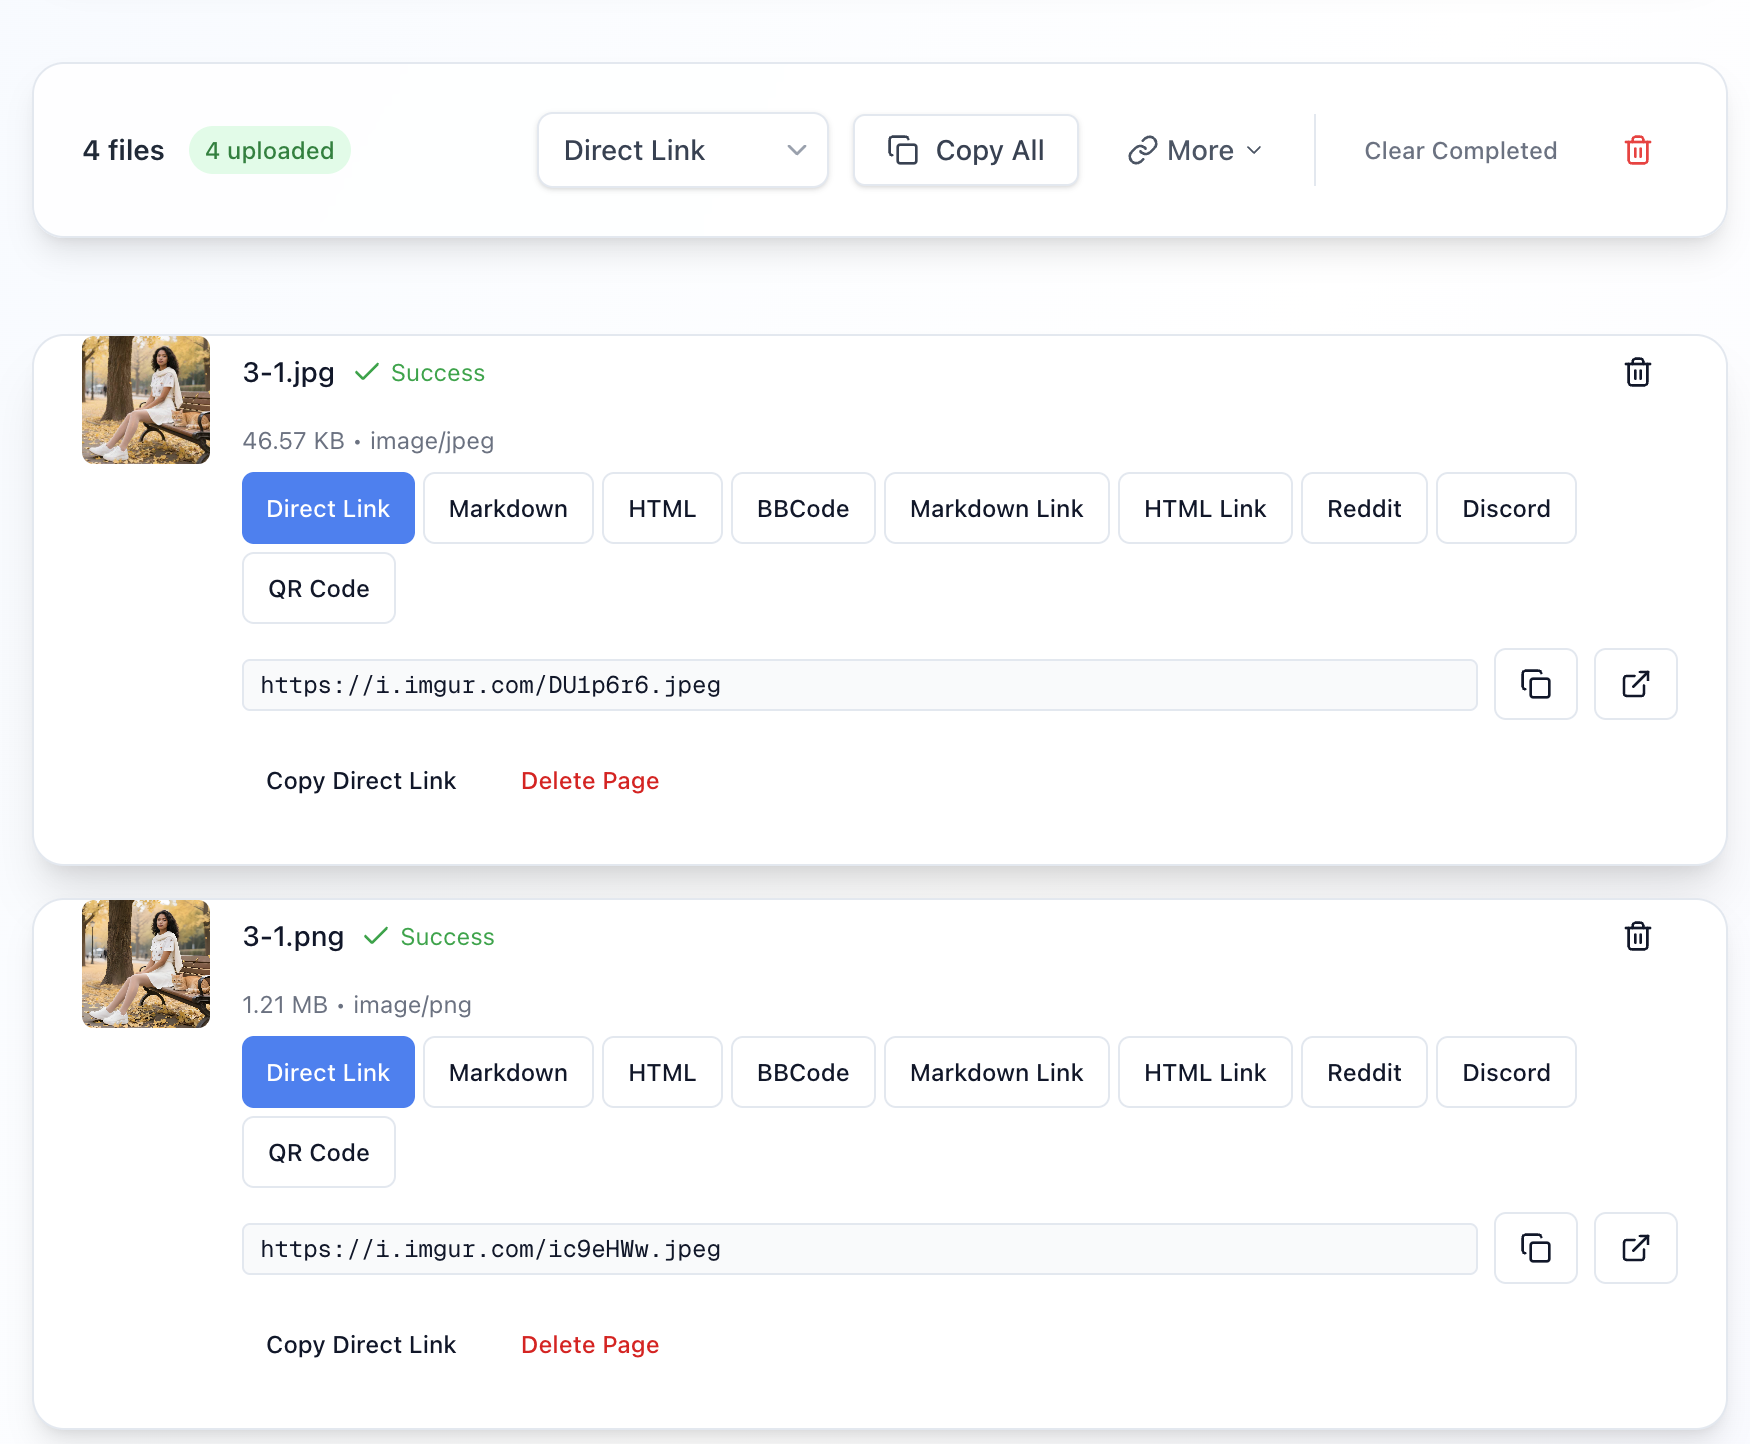 4 files 4 uploaded Direct Link Copy All More Clear Completed
3-1.jpg Success
46.57 KB • image/jpeg
Direct Link Markdown HTML BBCode Markdown Link HTML Link Reddit Discord
QR Code
https://i.imgur.com/DU1p6r6.jpeg
Copy Direct Link Delete Page
3-1.png Success
1.21 MB • image/png
Direct Link Markdown HTML BBCode Markdown Link HTML Link Reddit Discord
QR Code
https://i.imgur.com/ic9eHWw.jpeg
Copy Direct Link Delete Page